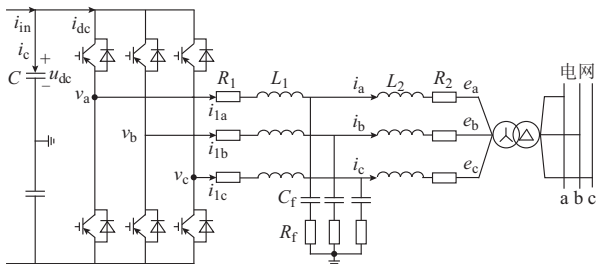 i_in i_dc
i_c + C u_dc −
v_a R_1 L_1 i_a L_2 R_2 e_a 电网
i_1a
v_b i_b e_b
i_1b
v_c i_c e_c
i_1c
C_f
R_f
a b c